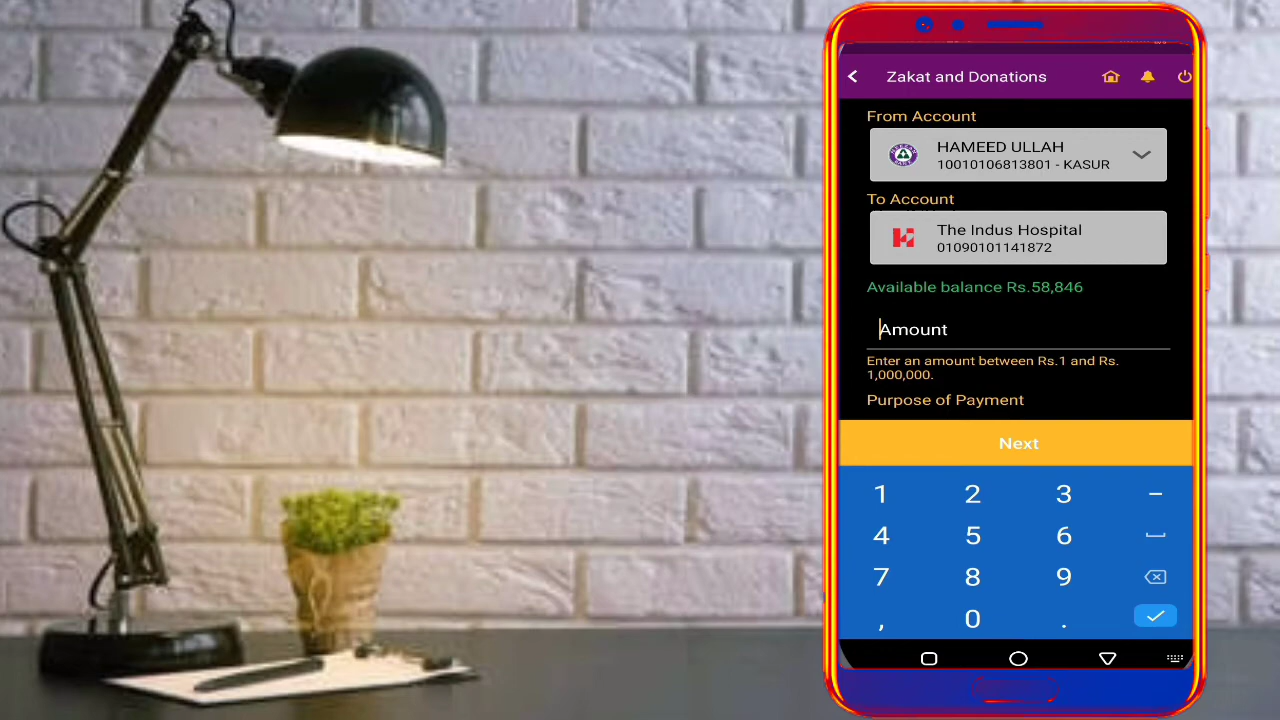 Zakat and Donations
From Account
HAMEED ULLAH
10010106813801 - KASUR
To Account
The Indus Hospital
01090101141872
Available balance Rs.58,846
Amount
Enter an amount between Rs.1 and Rs.
1,000,000.
Purpose of Payment
Next
1 2 3 -
4 5 6
7 8 9
, 0 .